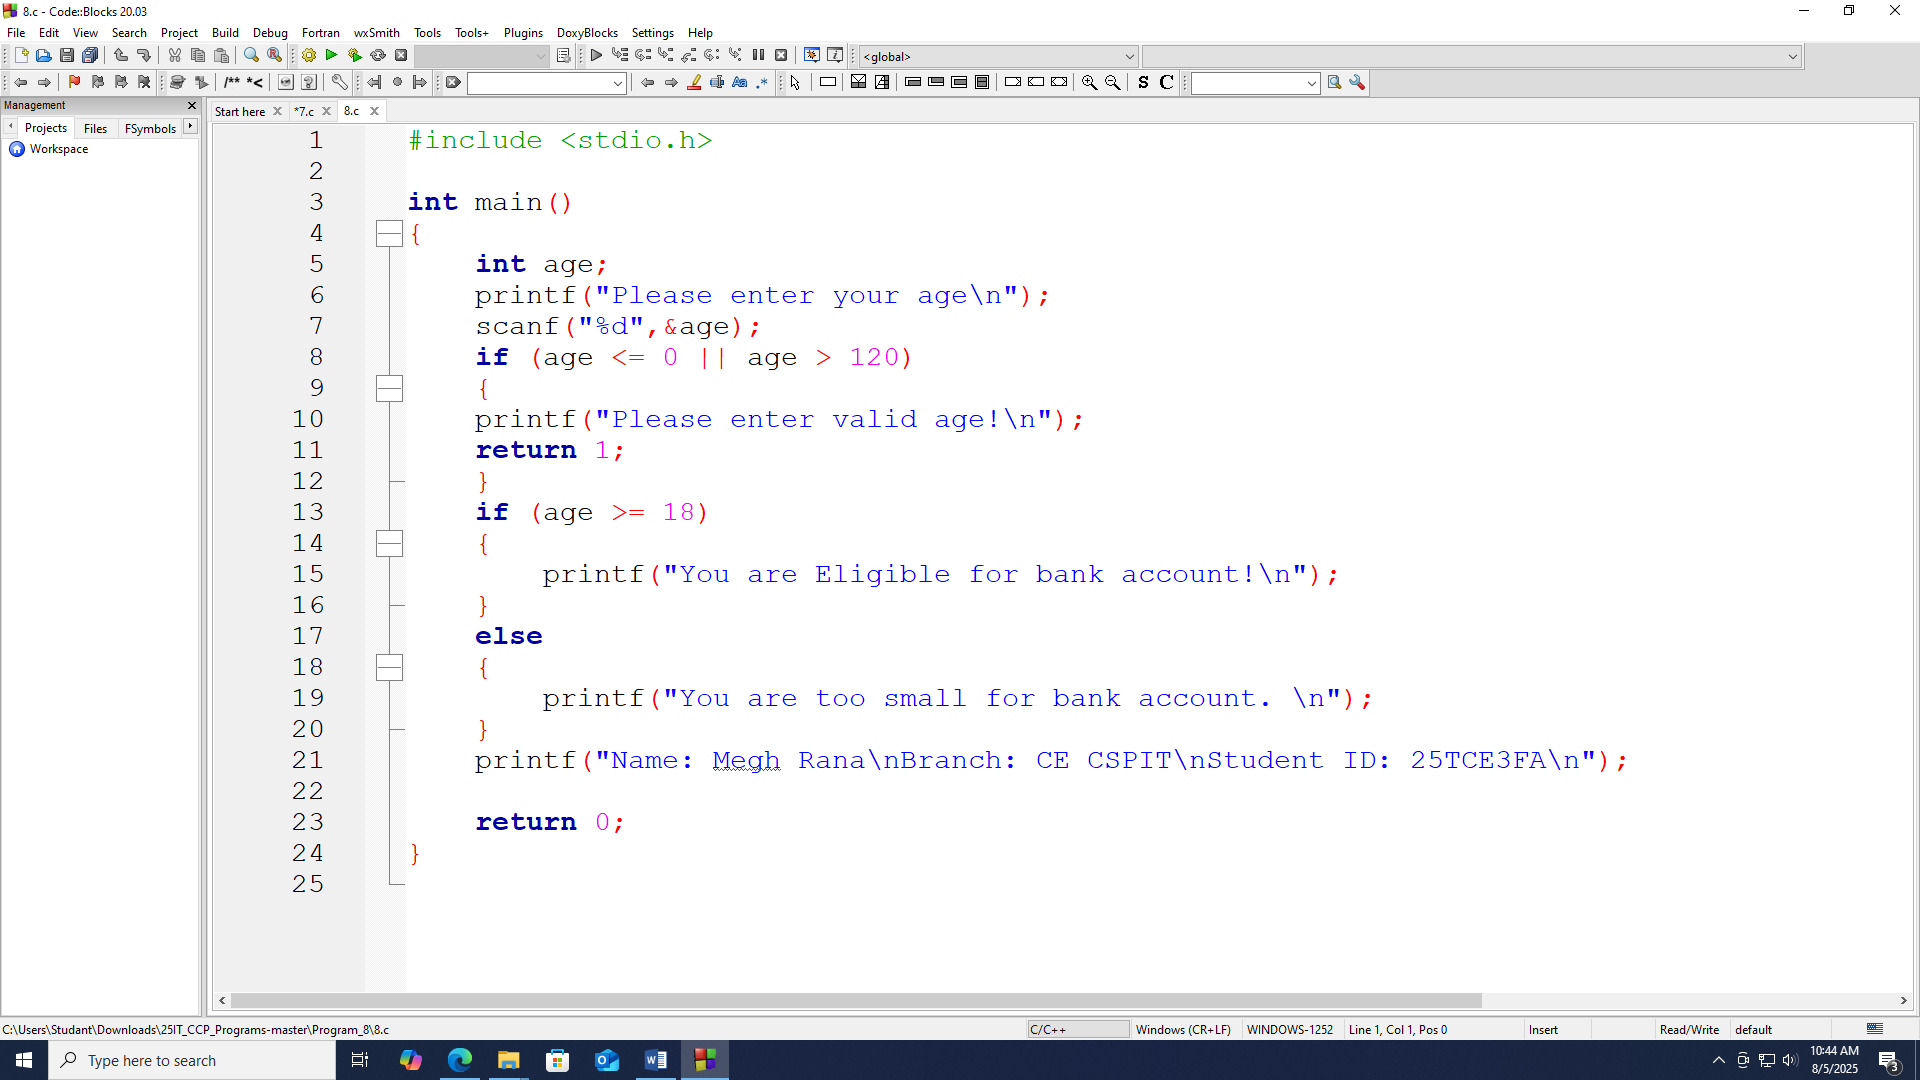 8.c - Code::Blocks 20.03
File Edit View Search Project Build Debug Fortran wxSmith Tools Tools+ Plugins DoxyBlocks Settings Help
<global>
/** *< Aa .* S C
Management
Start here *7.c 8.c
Projects Files FSymbols
Workspace
1 #include <stdio.h>
2
3 int main()
4 {
5 int age;
6 printf("Please enter your age\n");
7 scanf("%d",&age);
8 if (age <= 0 || age > 120)
9 {
10 printf("Please enter valid age!\n");
11 return 1;
12 }
13 if (age >= 18)
14 {
15 printf("You are Eligible for bank account!\n");
16 }
17 else
18 {
19 printf("You are too small for bank account. \n");
20 }
21 printf("Name: Megh Rana\nBranch: CE CSPIT\nStudent ID: 25TCE3FA\n");
22
23 return 0;
24 }
25
C:\Users\Studant\Downloads\25IT_CCP_Programs-master\Program_8\8.c C/C++ Windows (CR+LF) WINDOWS-1252 Line 1, Col 1, Pos 0 Insert Read/Write default
Type here to search
10:44 AM
8/5/2025
3